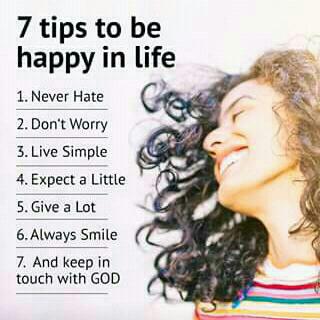 7 tips to be
happy in life
1. Never Hate
2. Don't Worry
3. Live Simple
4. Expect a Little
5. Give a Lot
6. Always Smile
7. And keep in
touch with GOD